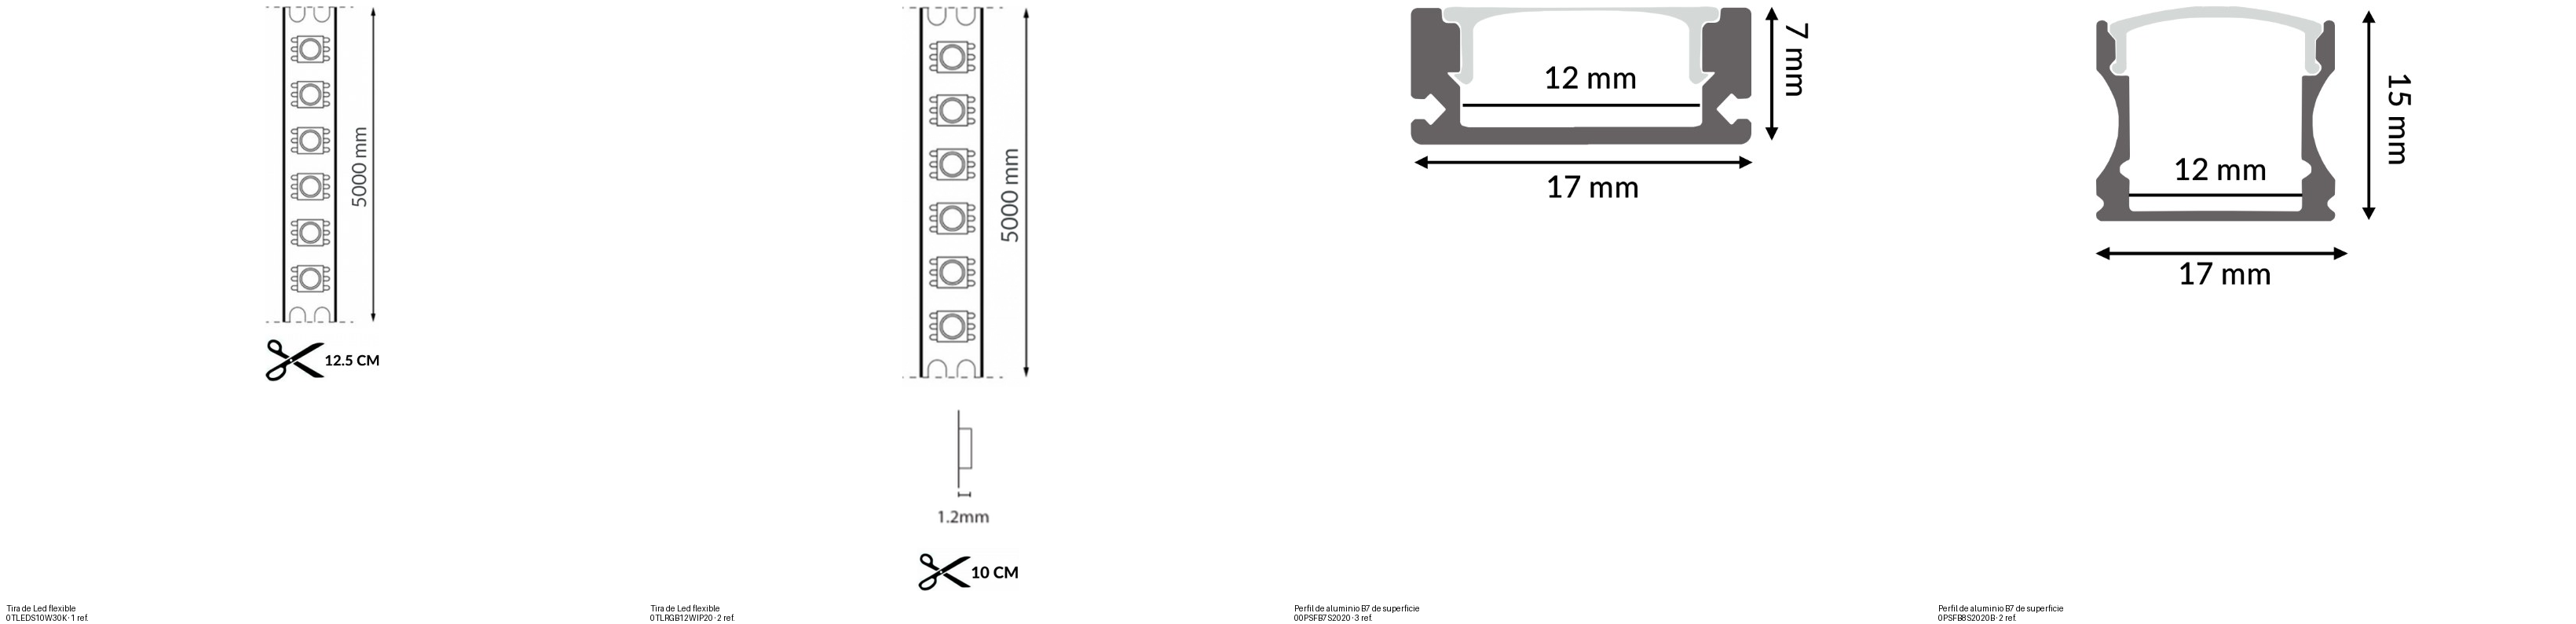 5000 mm
12.5 CM
Tira de Led flexible
0TLEDS10W30K · 1 ref.
5000 mm
1.2mm
10 CM
Tira de Led flexible
0TLRGB12WIP20 · 2 ref.
12 mm
7 mm
17 mm
Perfil de aluminio B7 de superficie
00PSFB7S2020 · 3 ref.
12 mm
15 mm
17 mm
Perfil de aluminio B7 de superficie
0PSFB8S2020B · 2 ref.